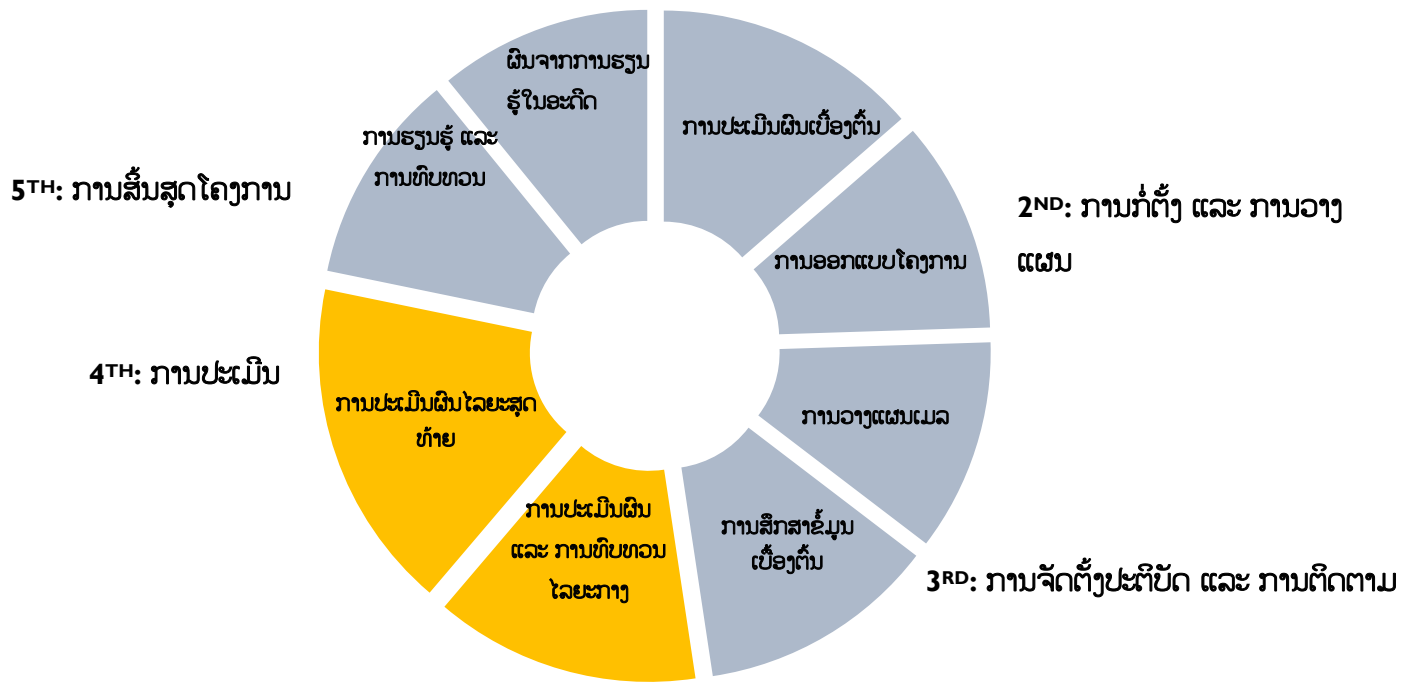 ຜົນຈາກການຮຽນ
ຮູ້ໃນອະດີດ
ການປະເມີນຜົນເບື້ອງຕົ້ນ
ການຮຽນຮູ້ ແລະ
ການທົບທວນ
5TH: ການສິ້ນສຸດໂຄງການ
2ND: ການກໍ່ຕັ້ງ ແລະ ການວາງ
ແຜນ
ການອອກແບບໂຄງການ
4TH: ການປະເມີນ
ການປະເມີນຜົນໄລຍະສຸດ
ທ້າຍ
ການວາງແຜນເມລ
ການປະເມີນຜົນ
ແລະ ການທົບທວນ
ໄລຍະກາງ
ການສຶກສາຂໍ້ມູນ
ເບື້ອງຕົ້ນ
3RD: ການຈັດຕັ້ງປະຕິບັດ ແລະ ການຕິດຕາມ